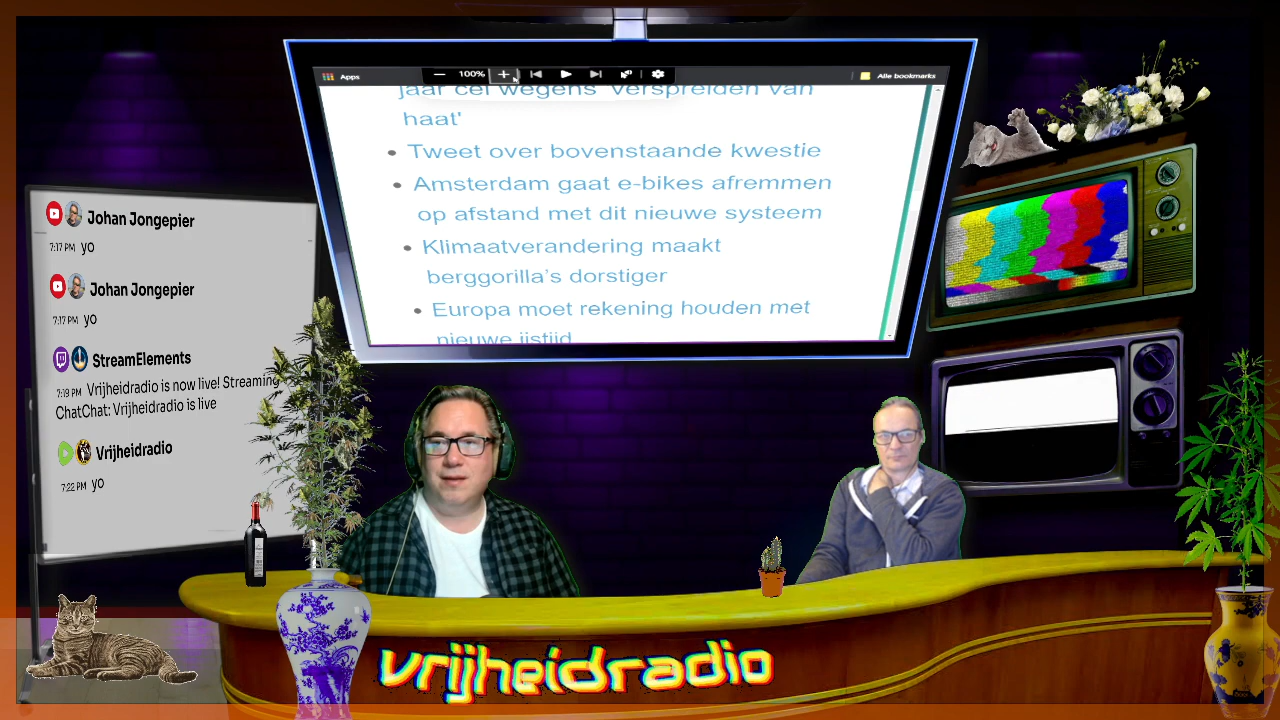 Apps
100%
Alle bookmarks
jaar cel wegens 'verspreiden van
haat'
Tweet over bovenstaande kwestie
Amsterdam gaat e-bikes afremmen
op afstand met dit nieuwe systeem
Klimaatverandering maakt
berggorilla's dorstiger
Europa moet rekening houden met
nieuwe ijstijd
Johan Jongepier
7:17 PM yo
Johan Jongepier
7:17 PM yo
StreamElements
7:19 PM Vrijheidradio is now live! Streaming
ChatChat: Vrijheidradio is live
Vrijheidradio
7:22 PM yo
vrijheidradio